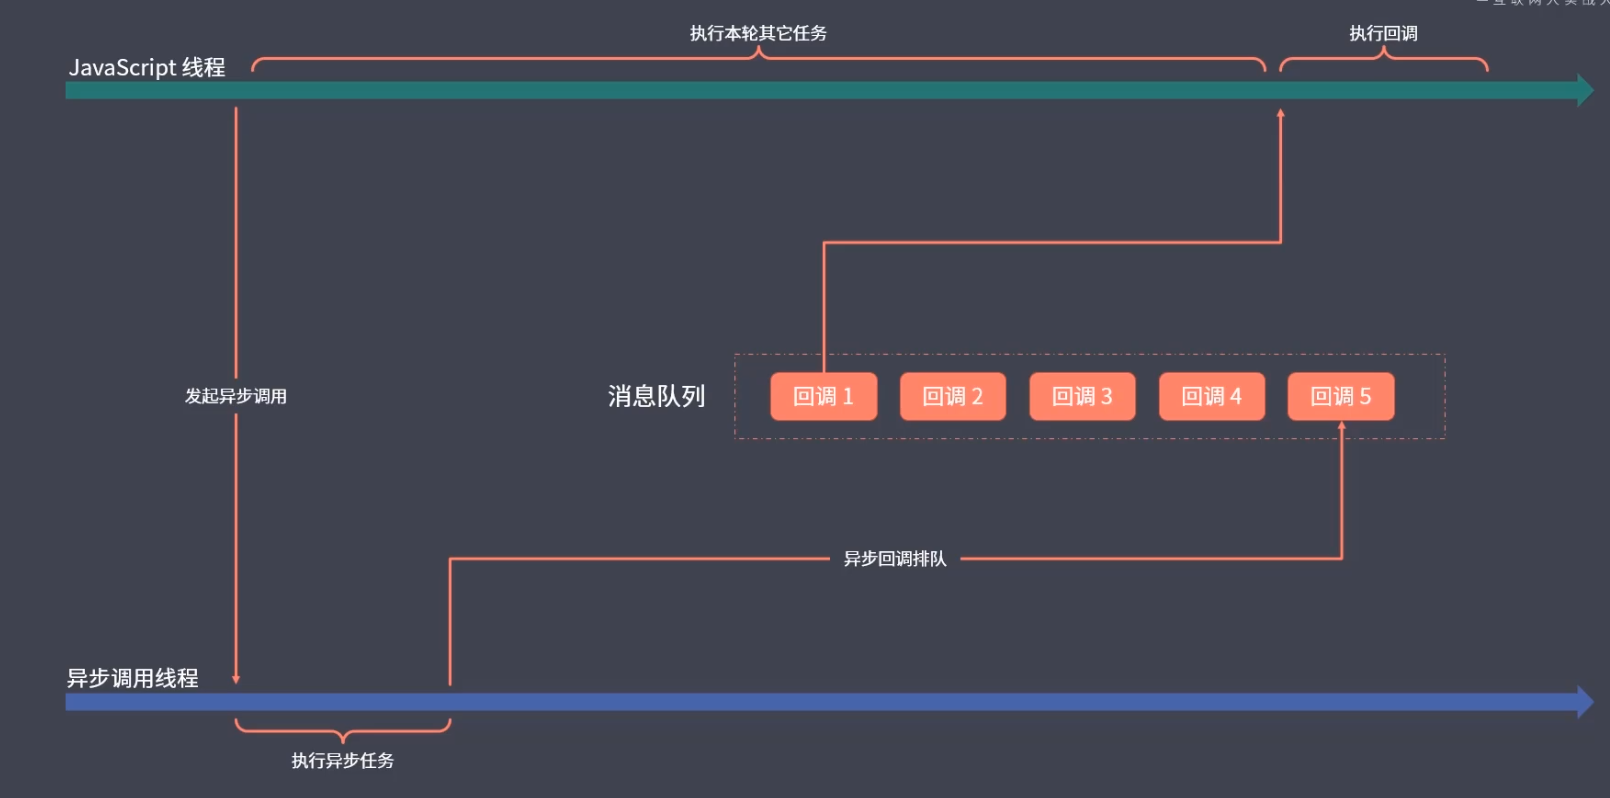 执行本轮其它任务
执行回调
JavaScript 线程
发起异步调用
消息队列
回调 1
回调 2
回调 3
回调 4
回调 5
异步回调排队
异步调用线程
执行异步任务